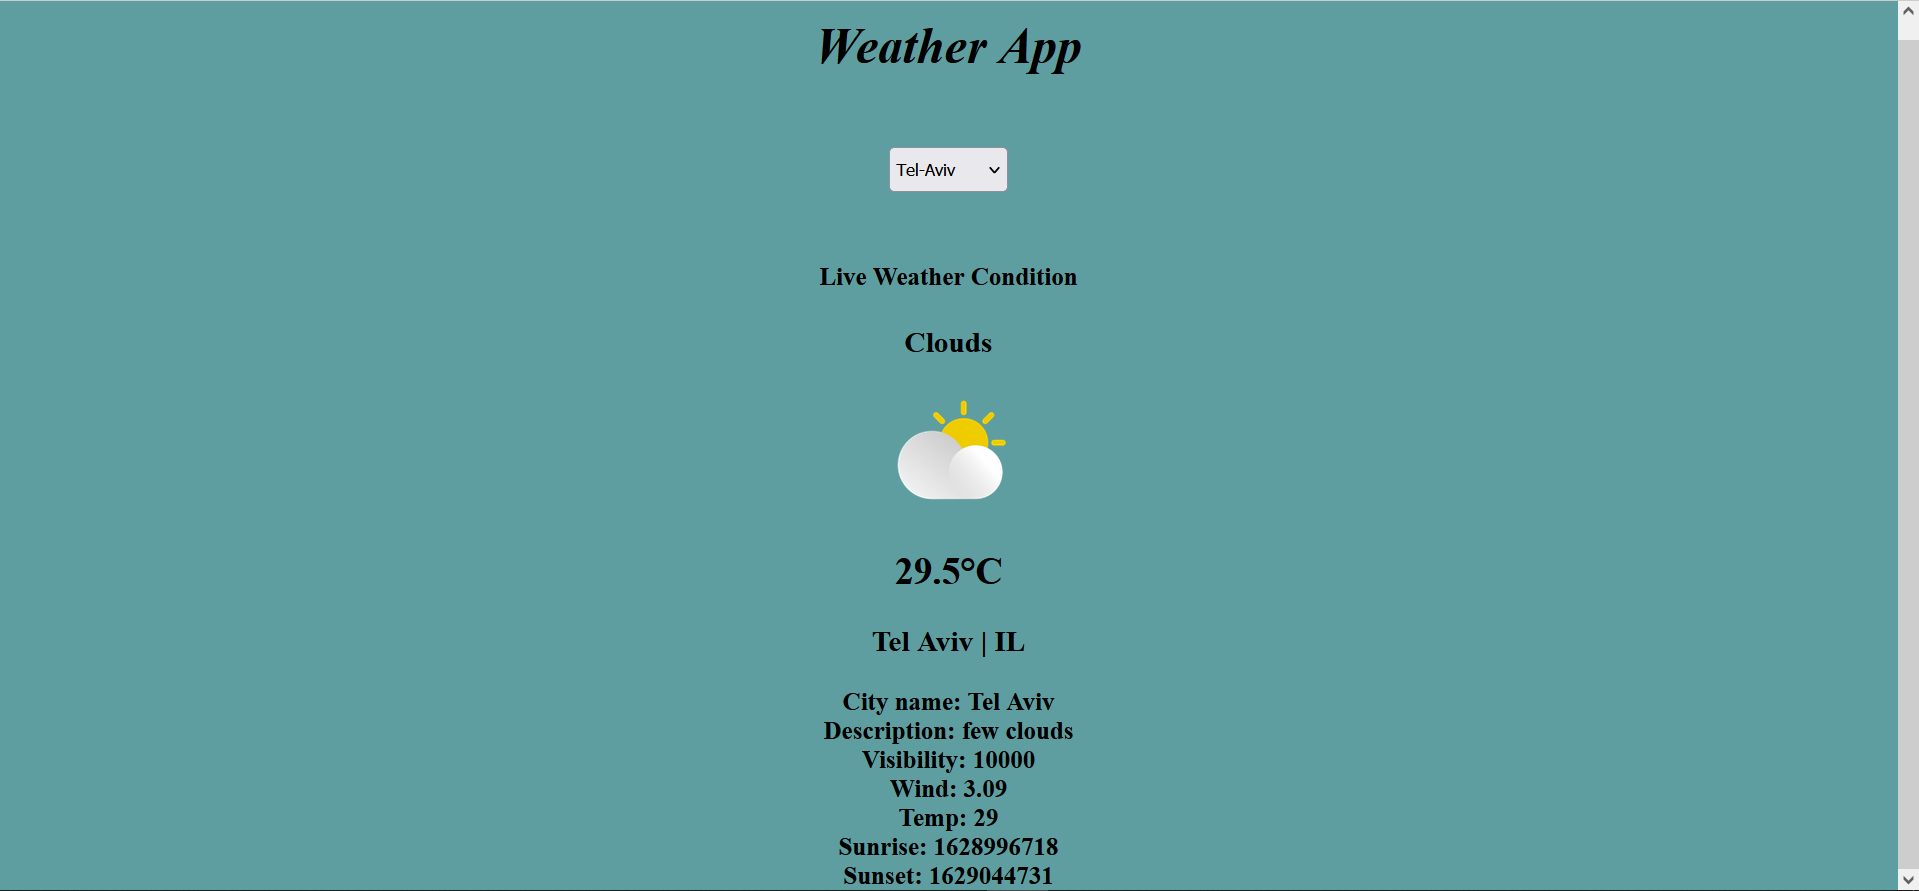 Weather App
Tel-Aviv
Live Weather Condition
Clouds
29.5°C
Tel Aviv | IL
City name: Tel Aviv
Description: few clouds
Visibility: 10000
Wind: 3.09
Temp: 29
Sunrise: 1628996718
Sunset: 1629044731